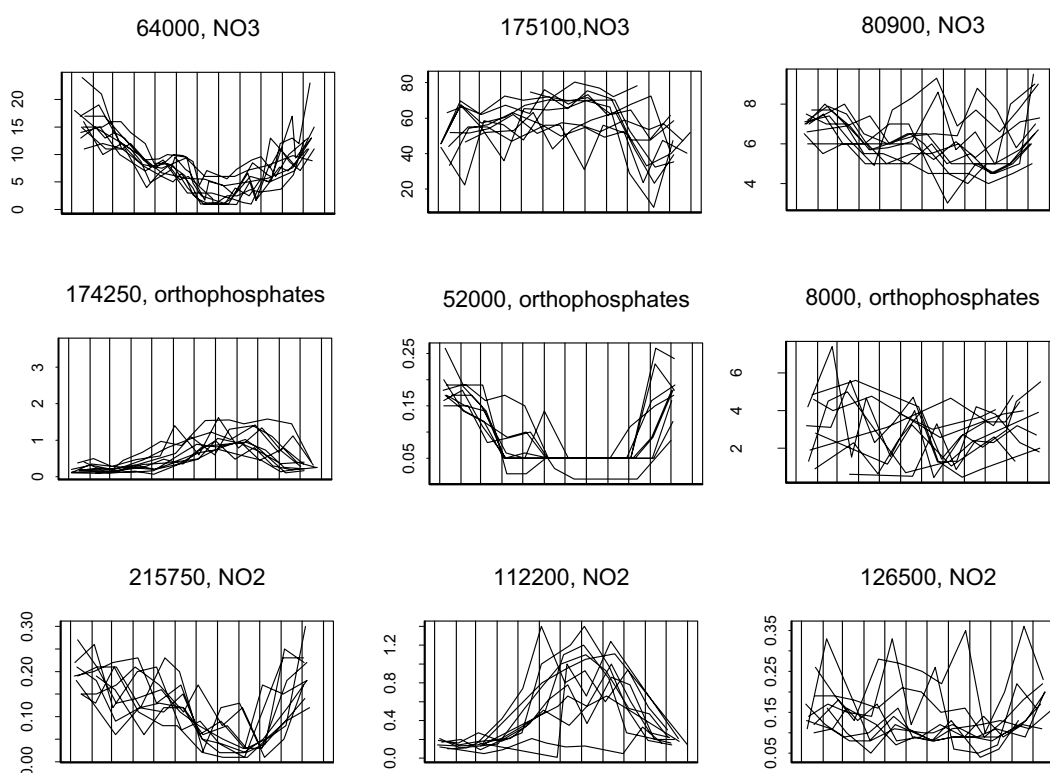 64000, NO3
175100,NO3
80900, NO3
0 5 10 15 20
20 40 60 80
4 6 8
174250, orthophosphates
52000, orthophosphates
8000, orthophosphates
0 1 2 3
0.05 0.15 0.25
2 4 6
215750, NO2
112200, NO2
126500, NO2
0.00 0.10 0.20 0.30
0.0 0.4 0.8 1.2
0.05 0.15 0.25 0.35